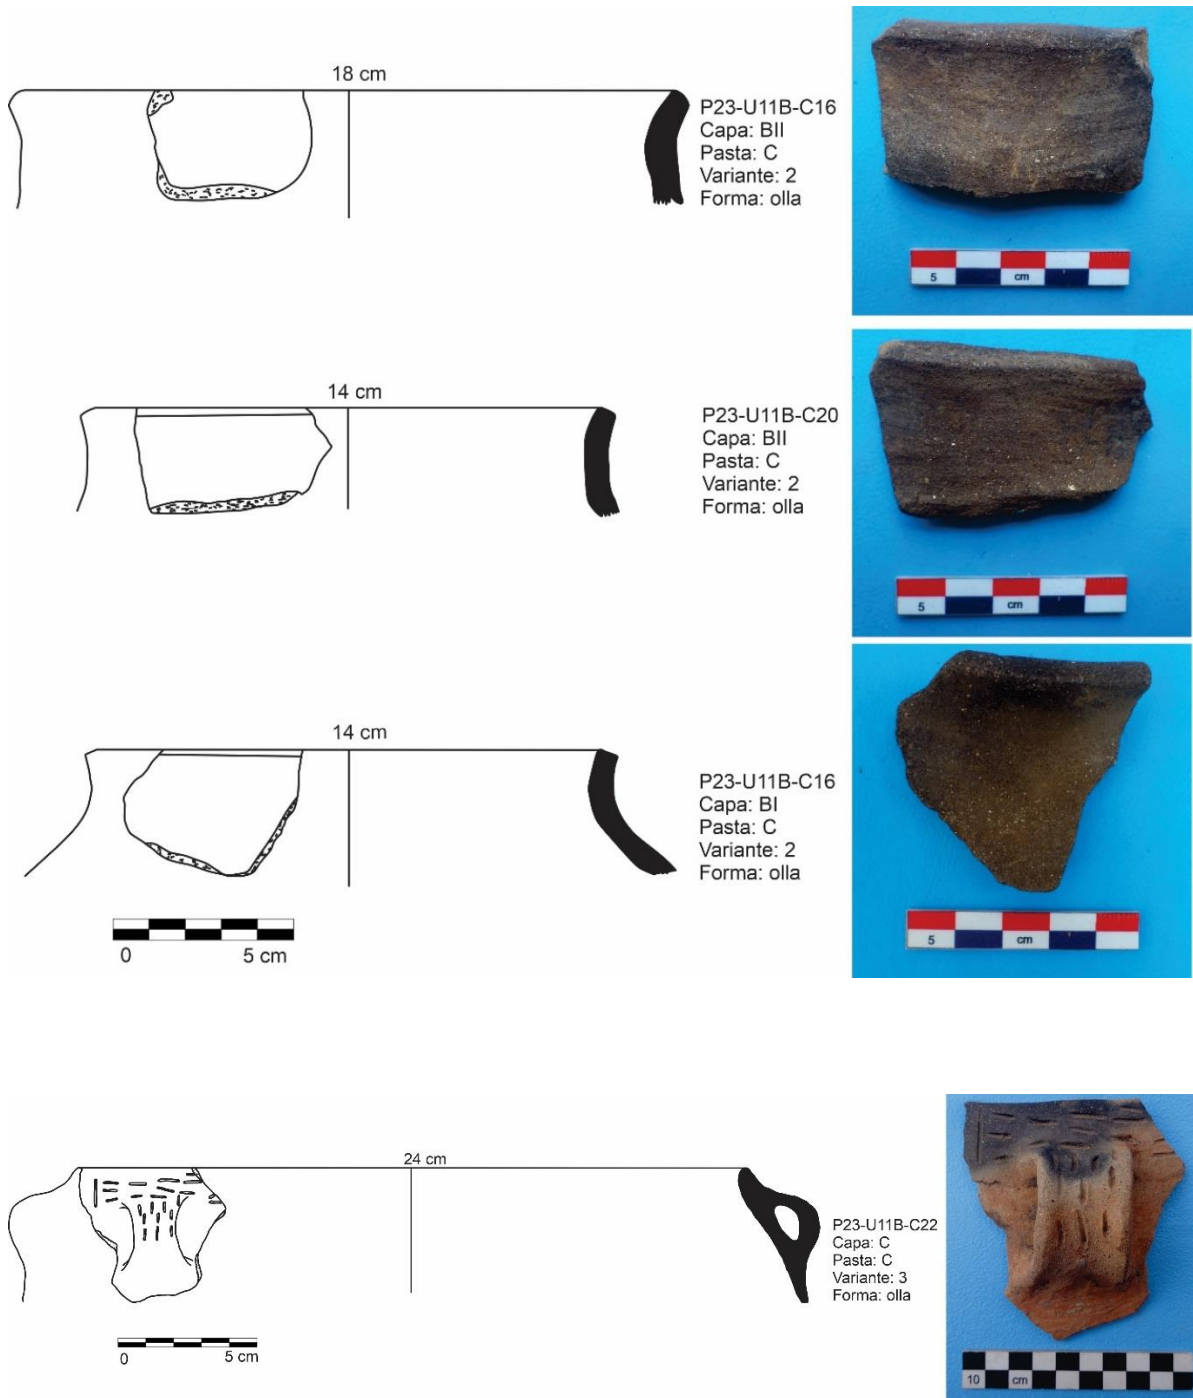 18 cm
P23-U11B-C16
Capa: BII
Pasta: C
Variante: 2
Forma: olla
5 cm
14 cm
P23-U11B-C20
Capa: BII
Pasta: C
Variante: 2
Forma: olla
5 cm
14 cm
P23-U11B-C16
Capa: BI
Pasta: C
Variante: 2
Forma: olla
0 5 cm
5 cm
24 cm
P23-U11B-C22
Capa: C
Pasta: C
Variante: 3
Forma: olla
0 5 cm
10 cm